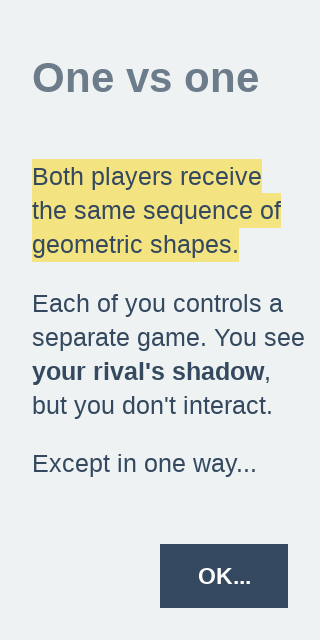 One vs one
Both players receive
the same sequence of
geometric shapes.
Each of you controls a
separate game. You see
your rival's shadow,
but you don't interact.
Except in one way...
OK...